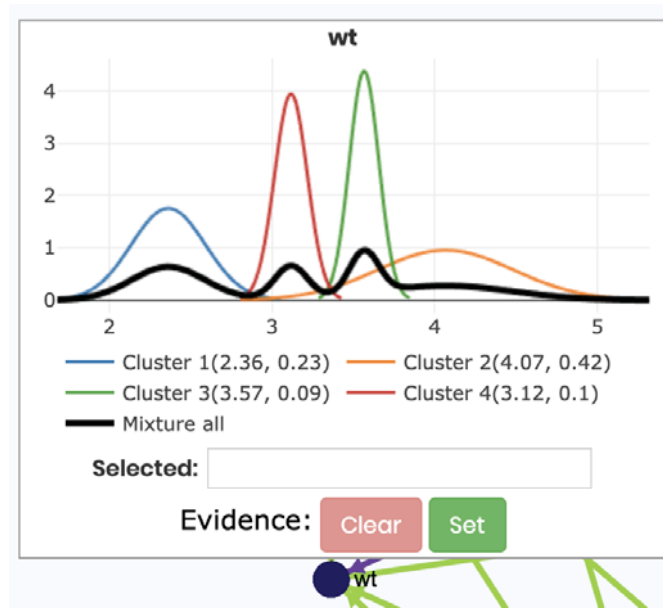 wt
4
3
2
1
0
2 3 4 5
Cluster 1(2.36, 0.23) Cluster 2(4.07, 0.42)
Cluster 3(3.57, 0.09) Cluster 4(3.12, 0.1)
Mixture all
Selected:
Evidence: Clear Set
wt